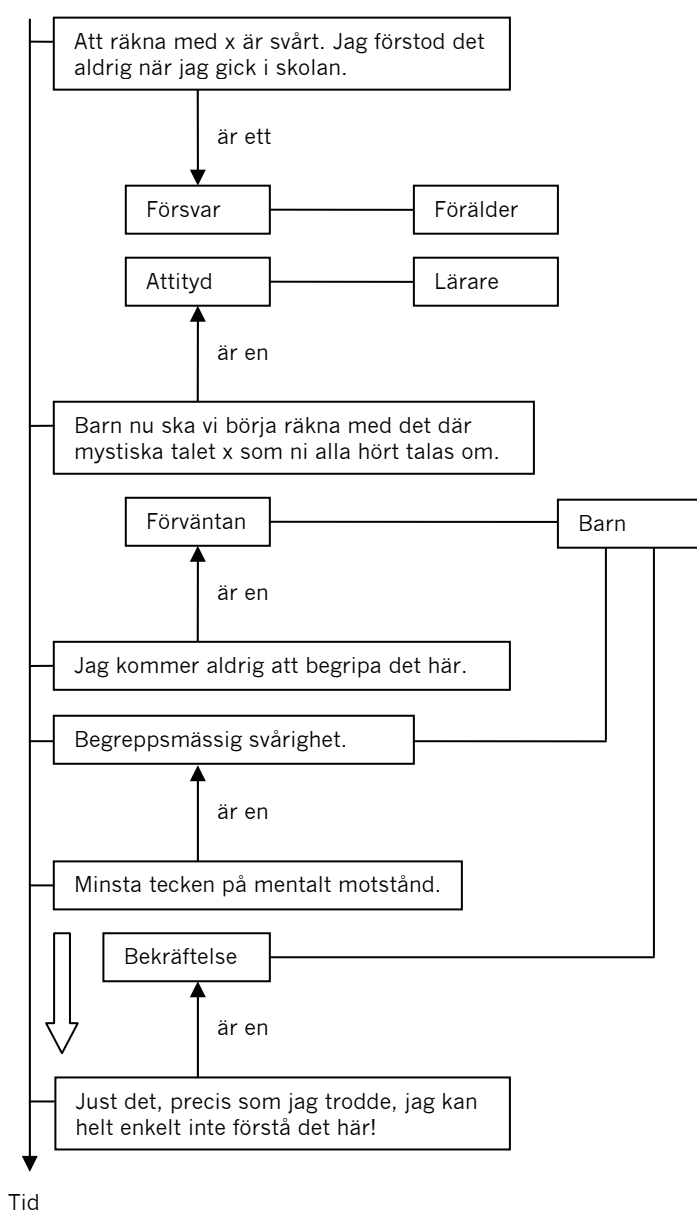 Att räkna med x är svårt. Jag förstod det
aldrig när jag gick i skolan.
är ett
Försvar
Förälder
Attityd
Lärare
är en
Barn nu ska vi börja räkna med det där
mystiska talet x som ni alla hört talas om.
Förväntan
Barn
är en
Jag kommer aldrig att begripa det här.
Begreppsmässig svårighet.
är en
Minsta tecken på mentalt motstånd.
Bekräftelse
är en
Just det, precis som jag trodde, jag kan
helt enkelt inte förstå det här!
Tid